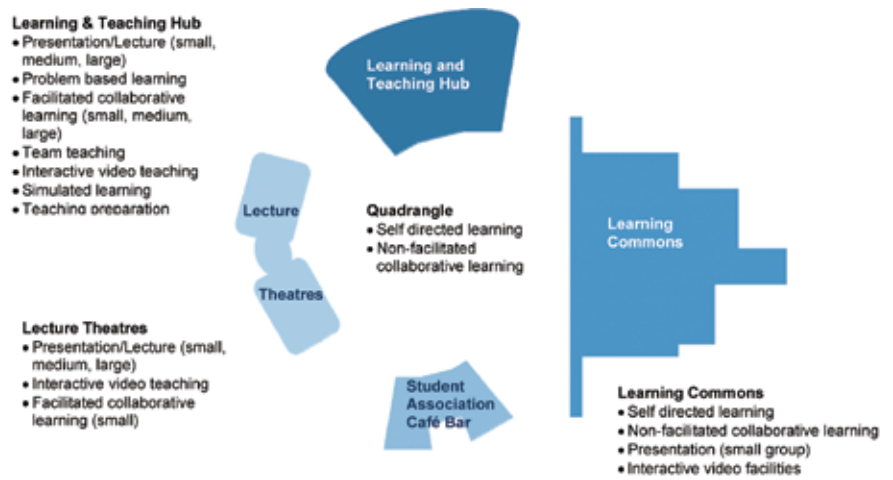 Learning & Teaching Hub
• Presentation/Lecture (small,
medium, large)
• Problem based learning
• Facilitated collaborative
learning (small, medium,
large)
• Team teaching
• Interactive video teaching
• Simulated learning
• Teaching preparation
Learning and
Teaching Hub
Lecture
Theatres
Quadrangle
• Self directed learning
• Non-facilitated
collaborative learning
Learning
Commons
Lecture Theatres
• Presentation/Lecture (small,
medium, large)
• Interactive video teaching
• Facilitated collaborative
learning (small)
Student
Association
Café Bar
Learning Commons
• Self directed learning
• Non-facilitated collaborative learning
• Presentation (small group)
• Interactive video facilities